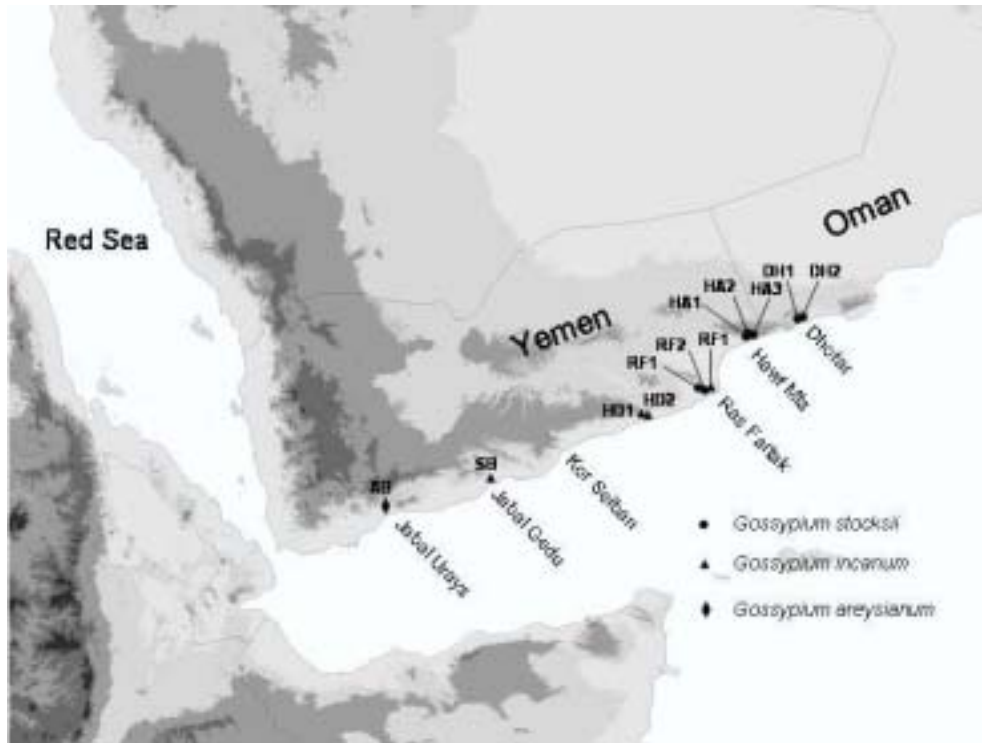 Red Sea
Oman
Yemen
DH1
DH2
HA2
HA3
HA1
RF2
RF1
RF1
HD1
HD2
SB
AB
Dhofar
Hawf Mts
Ras Fartak
Kor Seiban
Jabal Gedu
Jabal Urays
Gossypium stocksii
Gossypium incanum
Gossypium areysianum